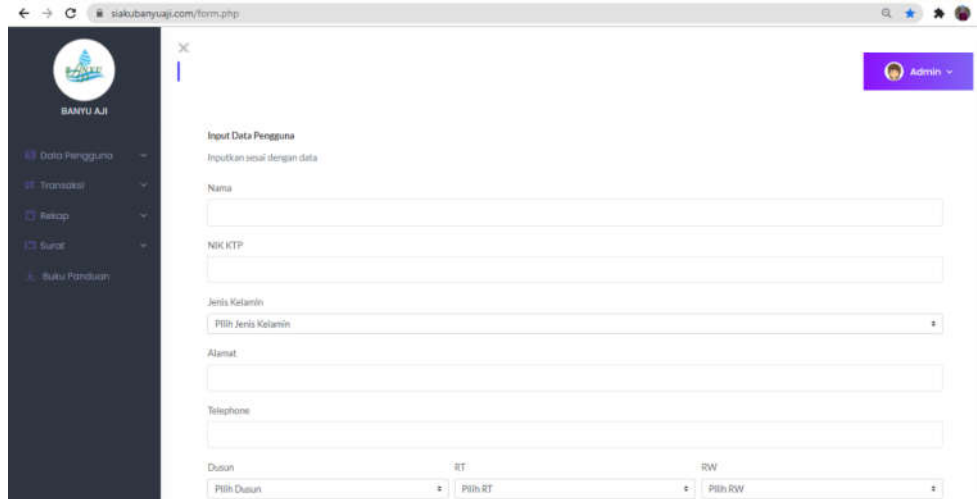 siakubanyuaji.com/form.php
BANYU
BANYU AJI
Admin
Data Pengguna
Transaksi
Rekap
Surat
Buku Panduan
Input Data Pengguna
Inputkan sesai dengan data
Nama
NIK KTP
Jenis Kelamin
Pilih Jenis Kelamin
Alamat
Telephone
Dusun RT RW
Pilih Dusun Pilih RT Pilih RW